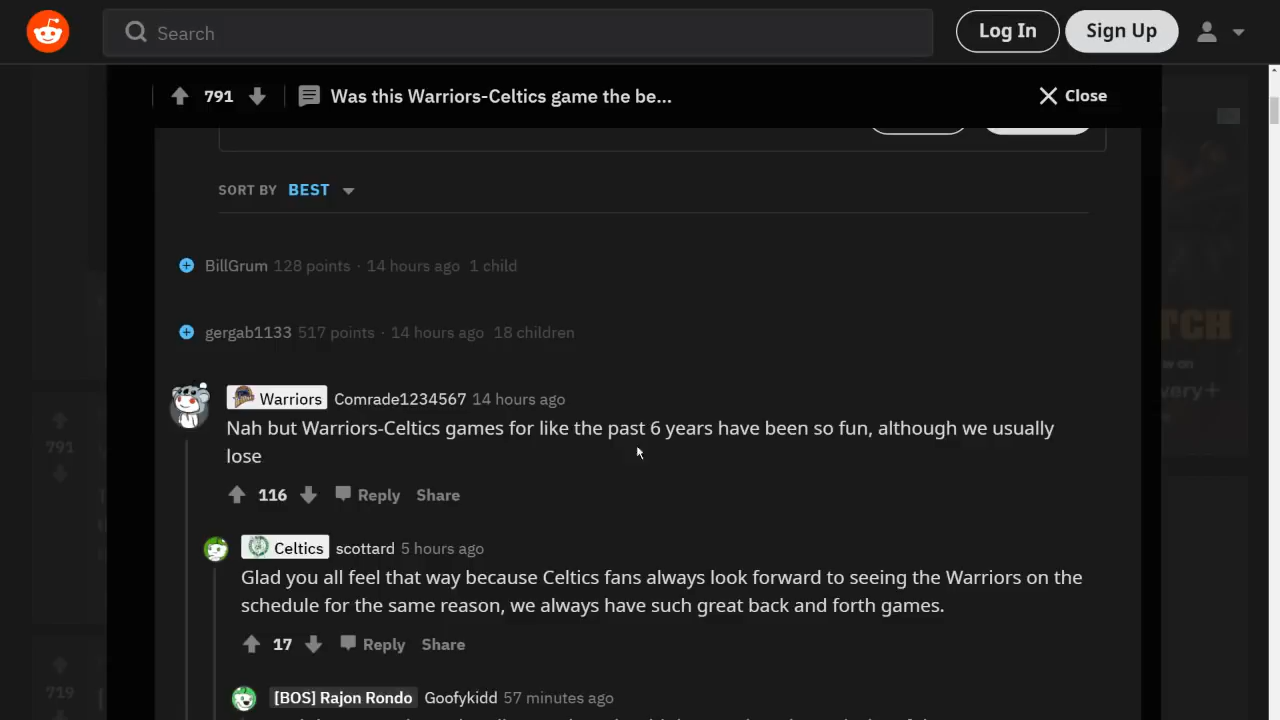 Search
Log In
Sign Up
791
Was this Warriors-Celtics game the be...
Close
SORT BY BEST
BillGrum 128 points · 14 hours ago 1 child
gergab1133 517 points · 14 hours ago 18 children
Warriors Comrade1234567 14 hours ago
Nah but Warriors-Celtics games for like the past 6 years have been so fun, although we usually
lose
116 Reply Share
Celtics scottard 5 hours ago
Glad you all feel that way because Celtics fans always look forward to seeing the Warriors on the
schedule for the same reason, we always have such great back and forth games.
17 Reply Share
[BOS] Rajon Rondo Goofykidd 57 minutes ago
791
719
TCH
very+